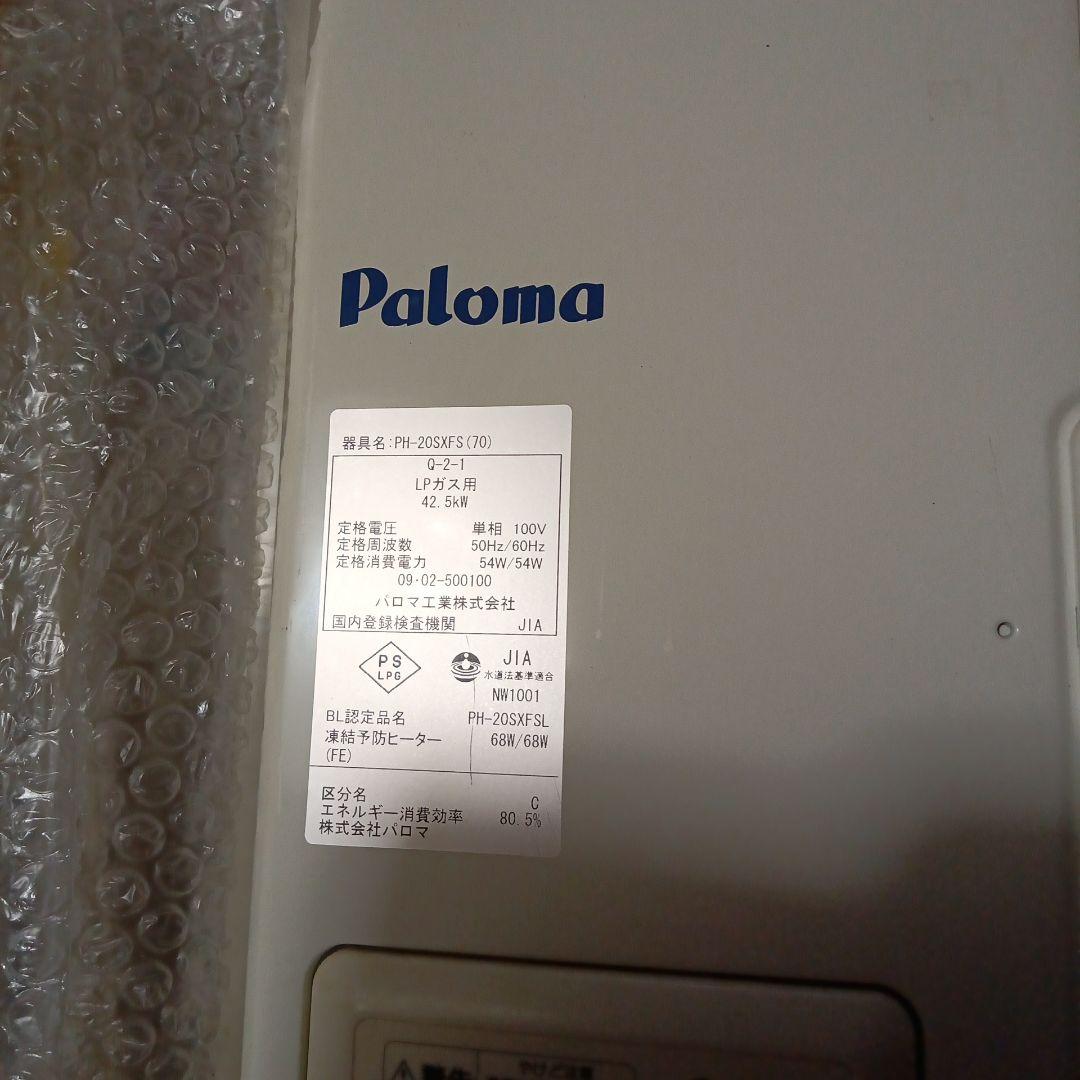 Paloma
器具名:PH-20SXFS(70)
Q-2-1
LPガス用
42.5kW
定格電圧 単相 100V
定格周波数 50Hz/60Hz
定格消費電力 54W/54W
09・02-500100
パロマ工業株式会社
国内登録検査機関 JIA
PS
LPG
JIA
水道法基準適合
NW1001
BL認定品名 PH-20SXFSL
凍結予防ヒーター 68W/68W
(FE)
区分名 C
エネルギー消費効率 80.5%
株式会社パロマ
やけど注意